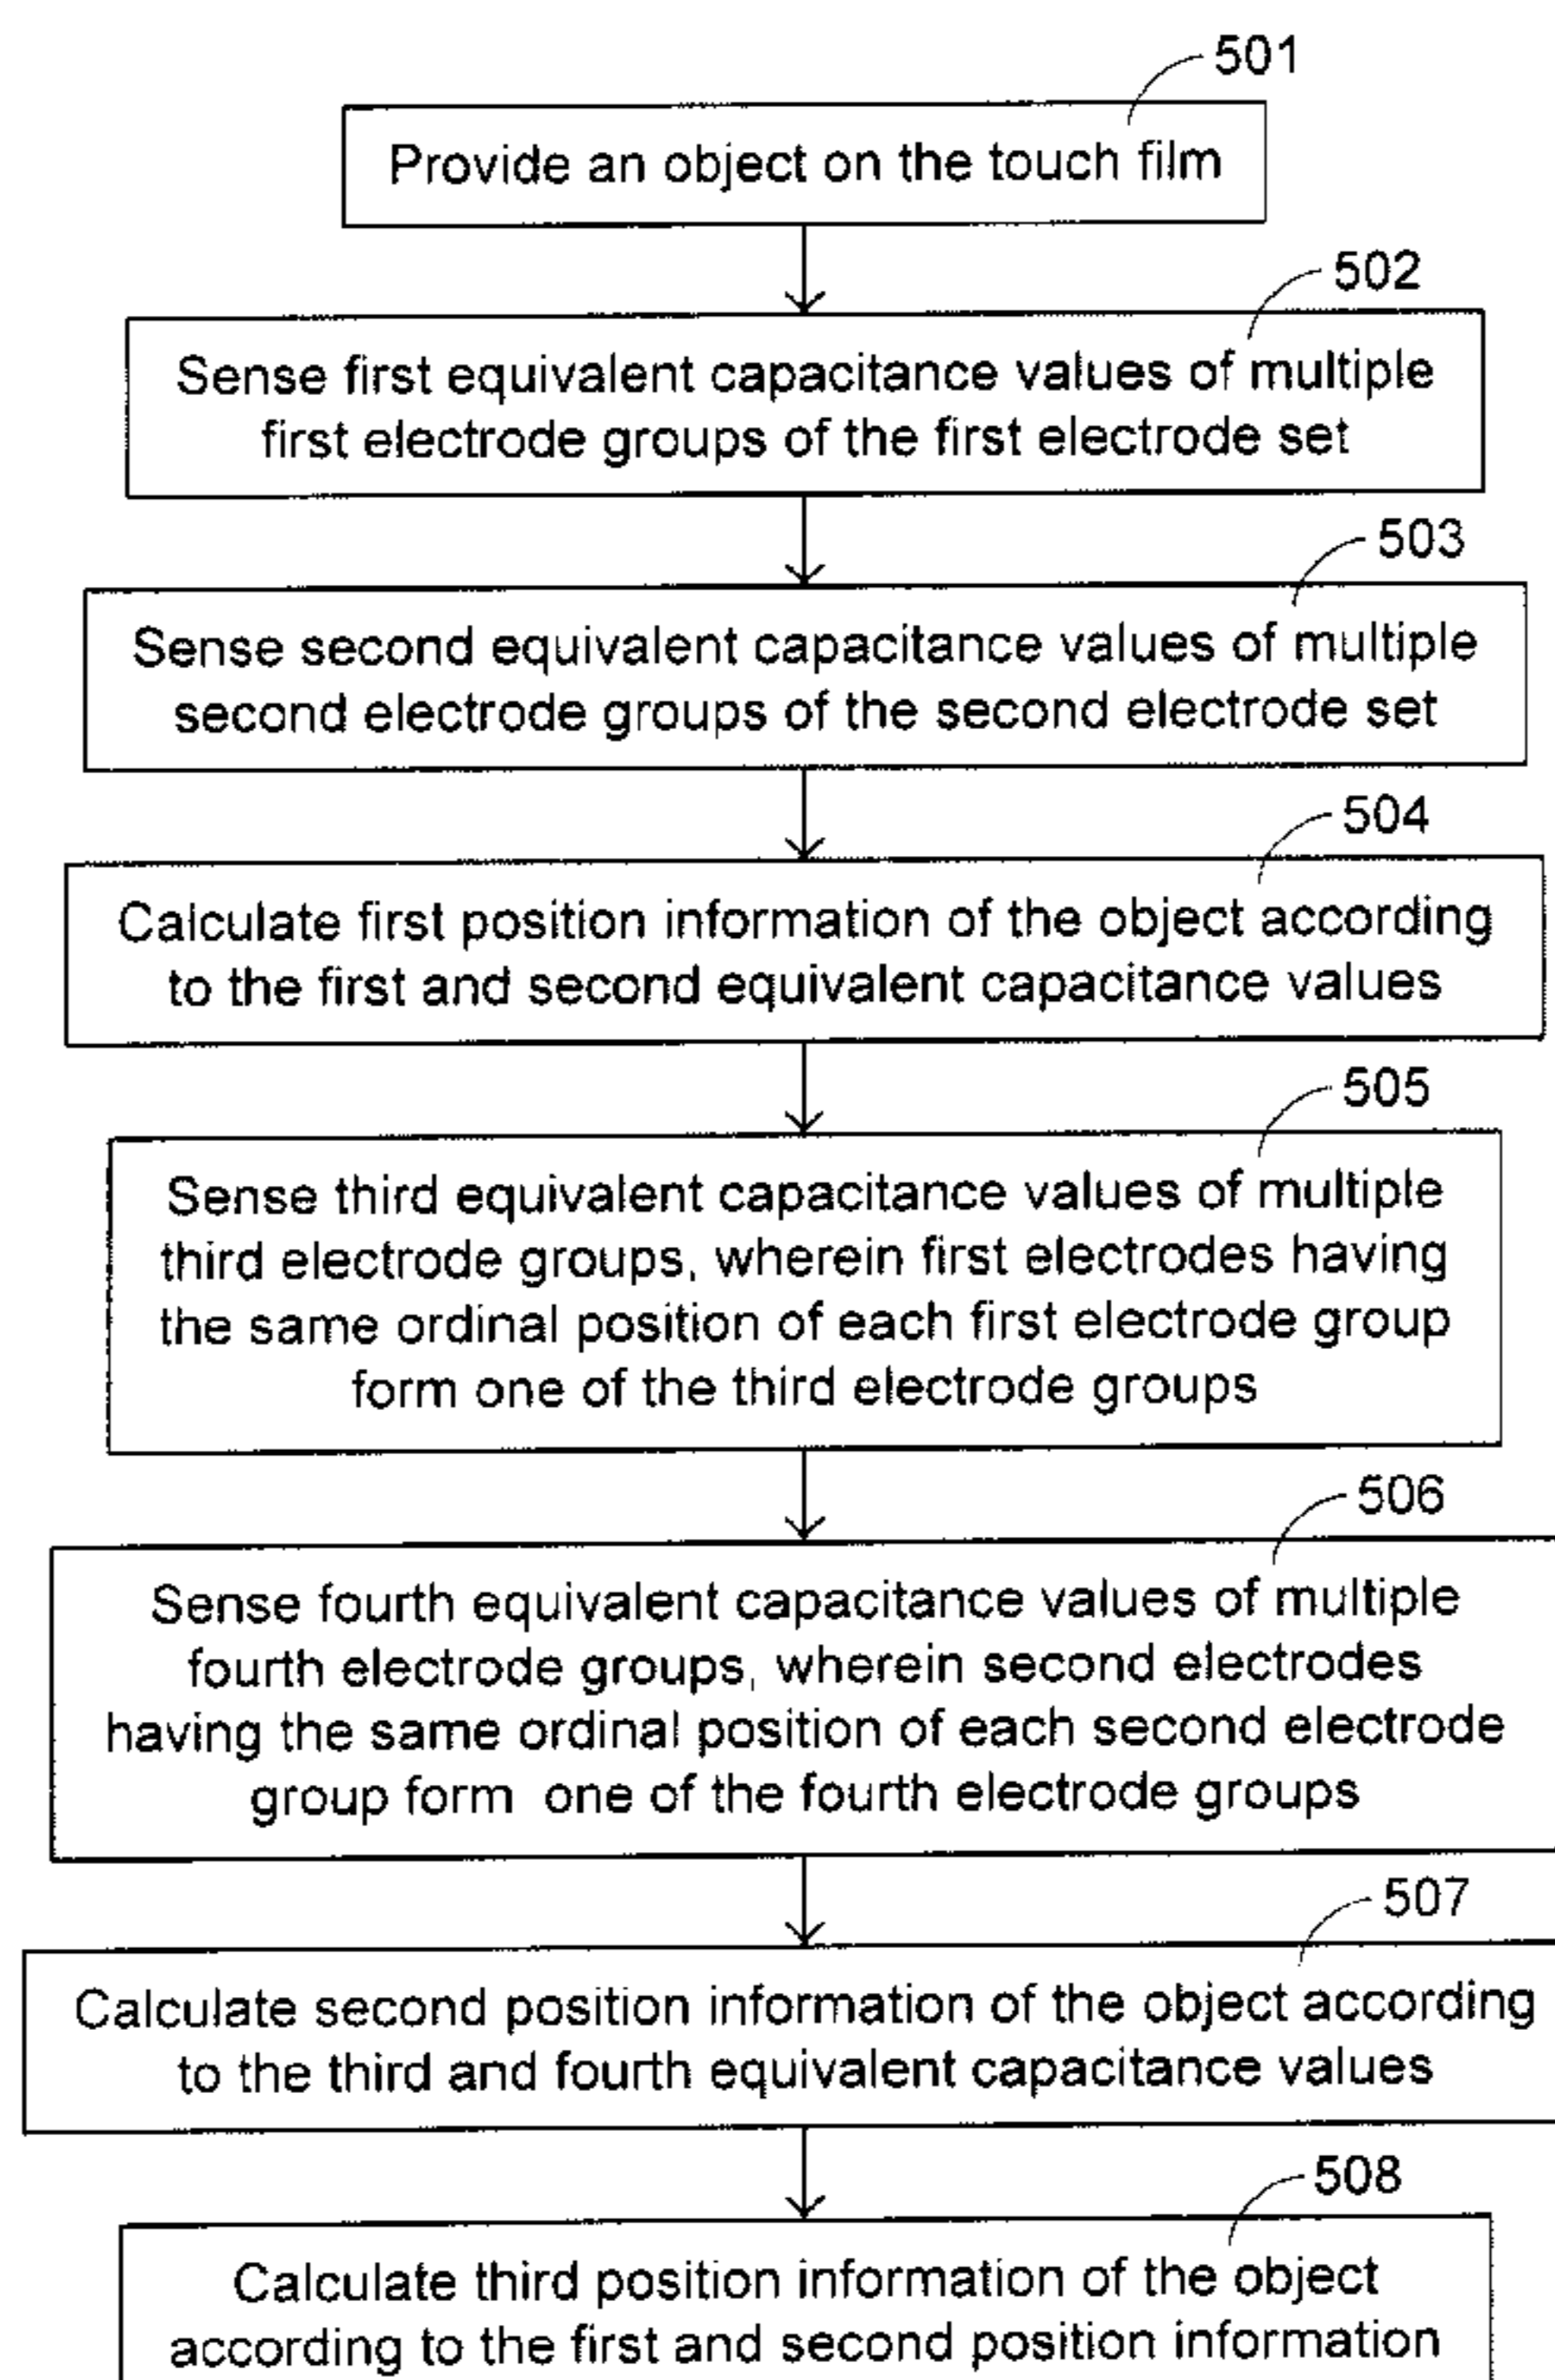 501
Provide an object on the touch film
502
Sense first equivalent capacitance values of multiple
first electrode groups of the first electrode set
503
Sense second equivalent capacitance values of multiple
second electrode groups of the second electrode set
504
Calculate first position information of the object according
to the first and second equivalent capacitance values
505
Sense third equivalent capacitance values of multiple
third electrode groups, wherein first electrodes having
the same ordinal position of each first electrode group
form one of the third electrode groups
506
Sense fourth equivalent capacitance values of multiple
fourth electrode groups, wherein second electrodes
having the same ordinal position of each second electrode
group form one of the fourth electrode groups
507
Calculate second position information of the object according
to the third and fourth equivalent capacitance values
508
Calculate third position information of the object
according to the first and second position information